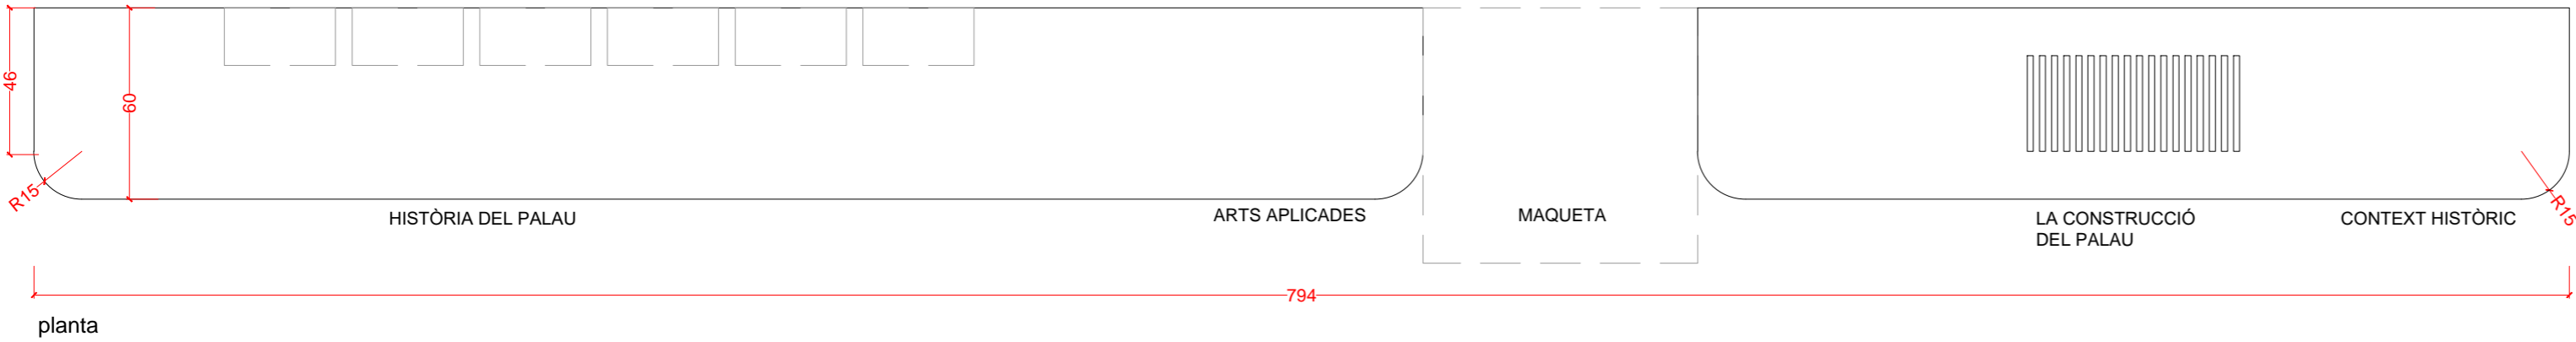 46
60
R15
HISTÒRIA DEL PALAU
ARTS APLICADES
MAQUETA
LA CONSTRUCCIÓ
DEL PALAU
CONTEXT HISTÒRIC
R15
794
planta